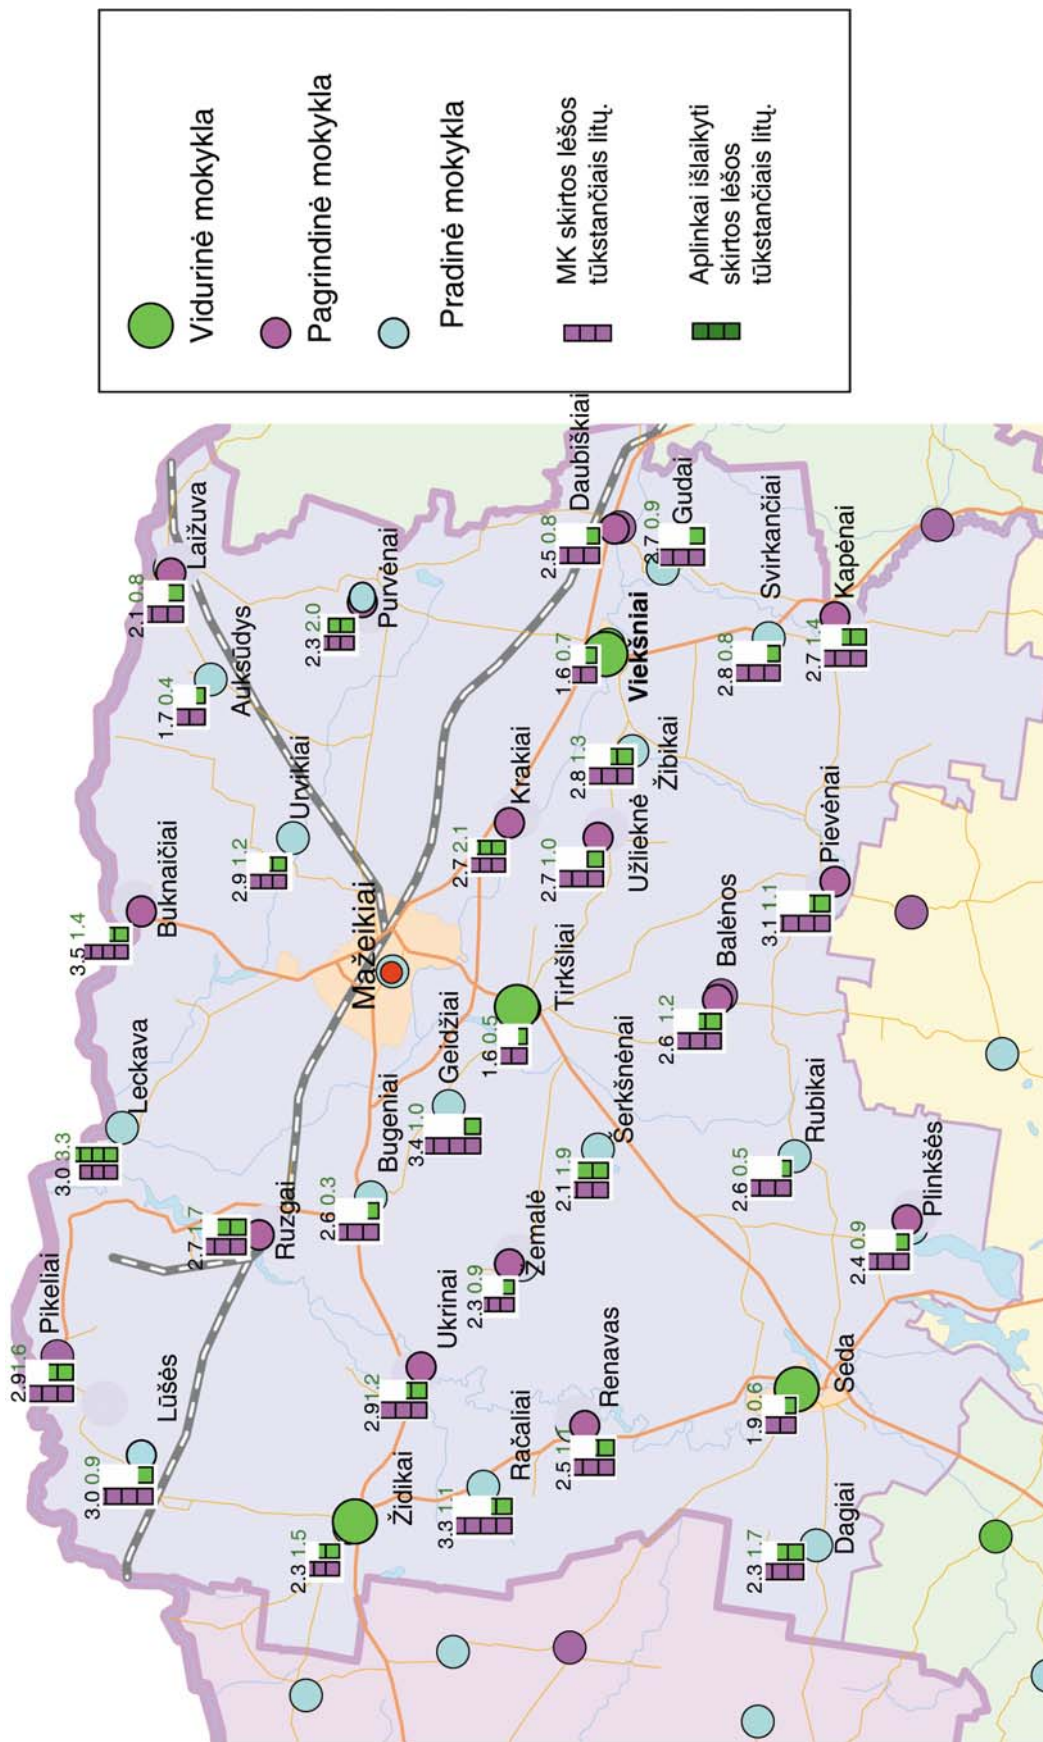 Vidurinė mokykla
Pagrindinė mokykla
Pradinė mokykla
MK skirtos lėšos
tūkstančiais litų.
Aplinkai išlaikyti
skirtos lėšos
tūkstančiais litų.
2.9 1.6
Pikeliai
3.0 0.9
Lūšės
3.0 3.3
Leckava
3.5 1.4
Buknaičiai
2.1 0.8
Laižuva
1.7 0.4
Auksūdys
2.9 1.2
Urvikiai
2.7 1.7
Ruzgai
2.3 2.0
Purvėnai
Mažeikiai
2.6 0.3
Bugeniai
2.3 1.5
Židikai
2.9 1.2
Ukrinai
3.4 1.0
Geidžiai
2.7 2.1
Krakiai
3.3 1.1
Račaliai
2.3 0.9
Žemalė
1.6 0.5
Tirkšliai
2.5 0.8
Daubiškiai
2.5 1.1
Renavas
2.1 1.9
Šerkšnėnai
2.7 1.0
Užlieknė
2.8 1.3
Žibikai
1.6 0.7
Viekšniai
2.7 0.9
Gudai
2.6 1.2
Balėnos
2.8 0.8
Svirkančiai
1.9 0.6
Seda
2.3 1.7
Dagiai
2.6 0.5
Rubikai
3.1 1.1
Pievėnai
2.7 1.4
Kapėnai
2.4 0.9
Plinkšės